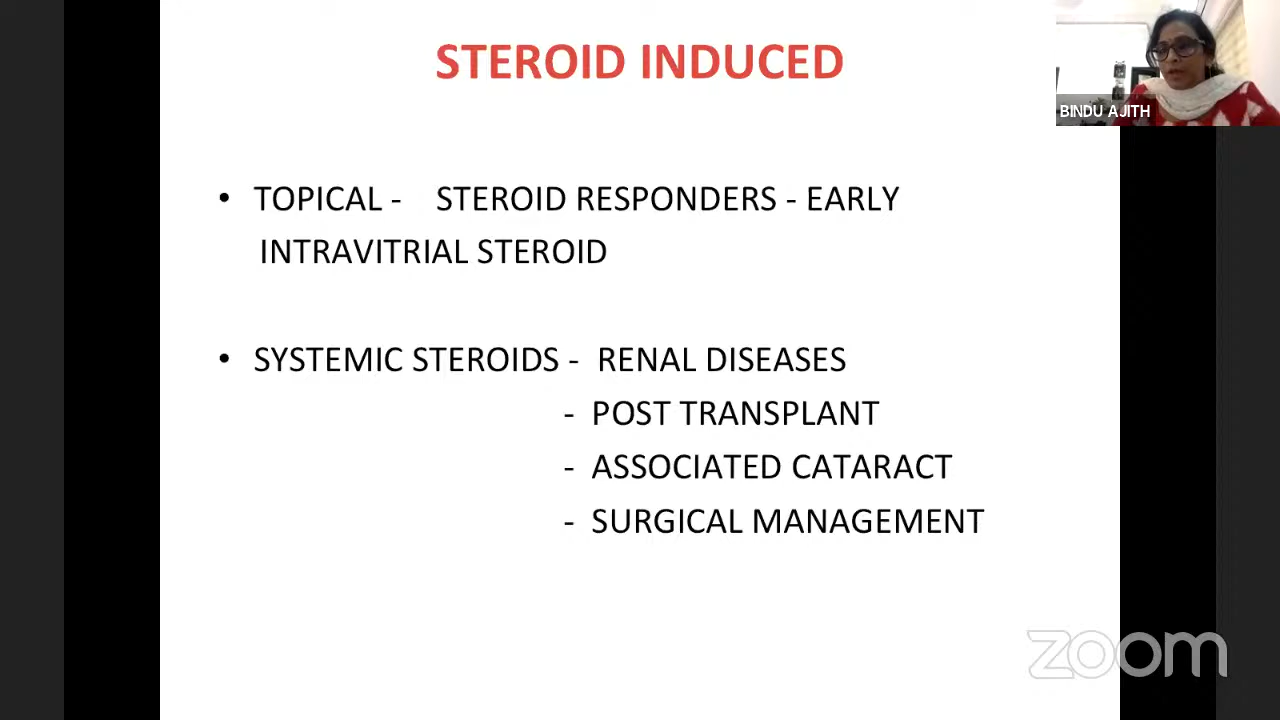 STEROID INDUCED
BINDU AJITH
• TOPICAL - STEROID RESPONDERS - EARLY
INTRAVITRIAL STEROID
• SYSTEMIC STEROIDS - RENAL DISEASES
- POST TRANSPLANT
- ASSOCIATED CATARACT
- SURGICAL MANAGEMENT
zoom